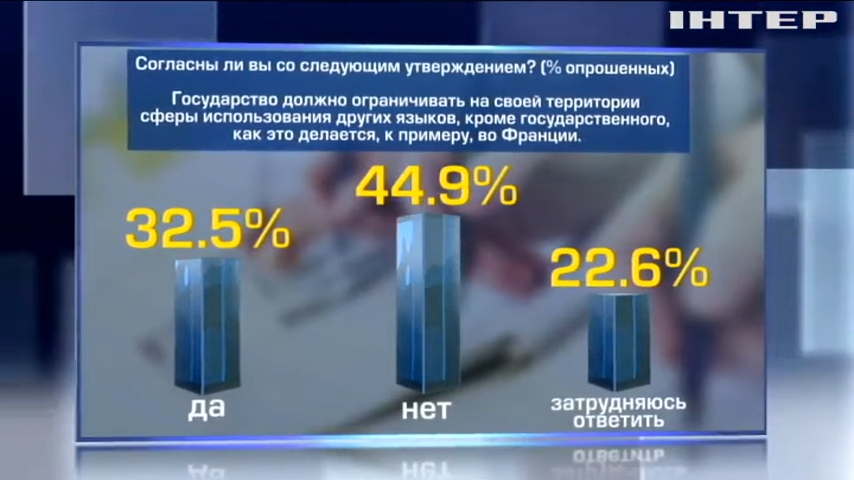 ІНТЕР
Согласны ли вы со следующим утверждением? (% опрошенных)
Государство должно ограничивать на своей территории
сферы использования других языков, кроме государственного,
как это делается, к примеру, во Франции.
32.5%
44.9%
22.6%
да
нет
затрудняюсь
ответить